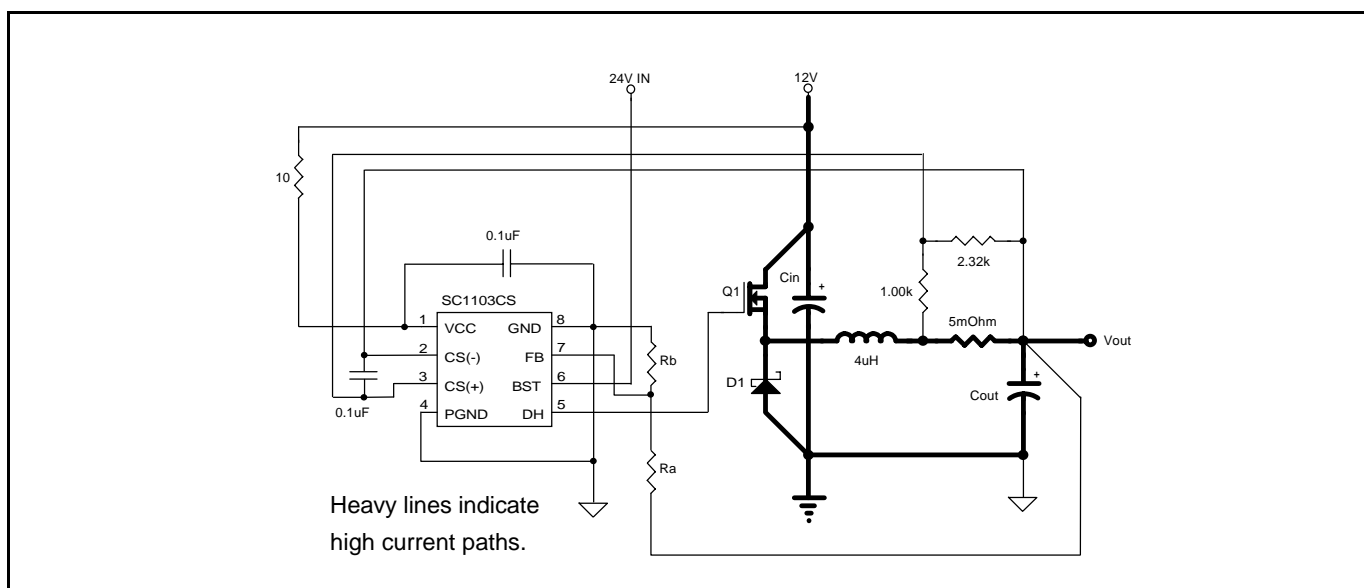 24V IN
12V
10
0.1uF
2.32k
Cin
+
SC1103CS
Q1
1.00k
5mOhm
1 VCC GND 8
Vout
2 CS(-) FB 7
Rb
4uH
3 CS(+) BST 6
D1
+
0.1uF
4 PGND DH 5
Cout
Ra
Heavy lines indicate
high current paths.